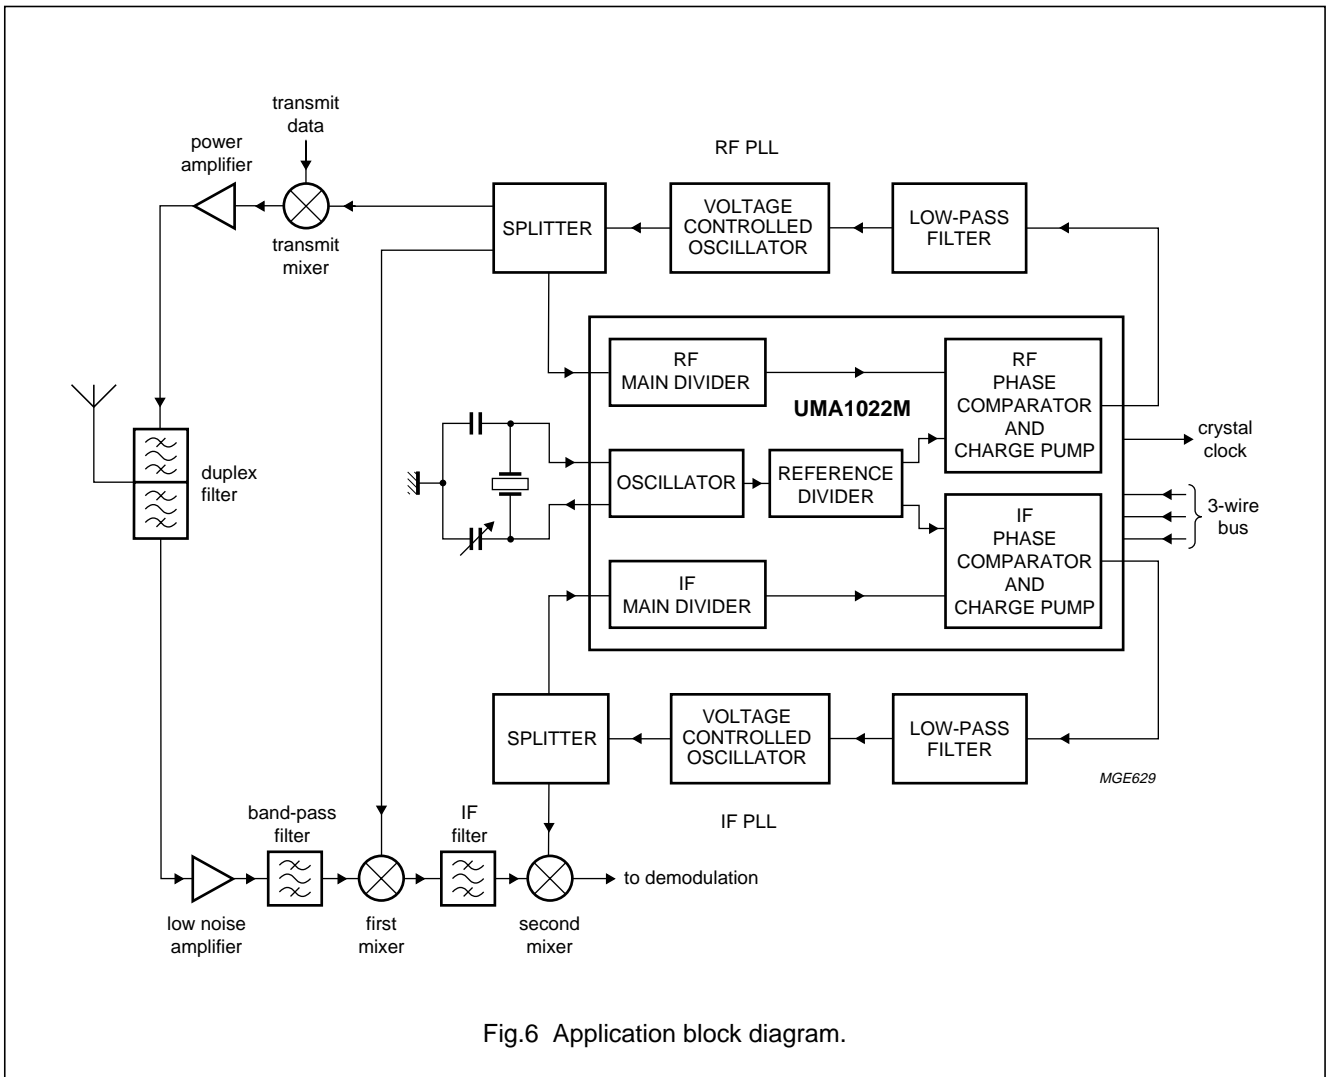 transmit
data
power
amplifier
transmit
mixer
RF PLL
SPLITTER
VOLTAGE
CONTROLLED
OSCILLATOR
LOW-PASS
FILTER
RF
MAIN DIVIDER
RF
PHASE
COMPARATOR
AND
CHARGE PUMP
UMA1022M
duplex
filter
OSCILLATOR
REFERENCE
DIVIDER
crystal
clock
3-wire
bus
IF
MAIN DIVIDER
IF
PHASE
COMPARATOR
AND
CHARGE PUMP
SPLITTER
VOLTAGE
CONTROLLED
OSCILLATOR
LOW-PASS
FILTER
MGE629
IF PLL
band-pass
filter
IF
filter
to demodulation
low noise
amplifier
first
mixer
second
mixer
Fig.6 Application block diagram.